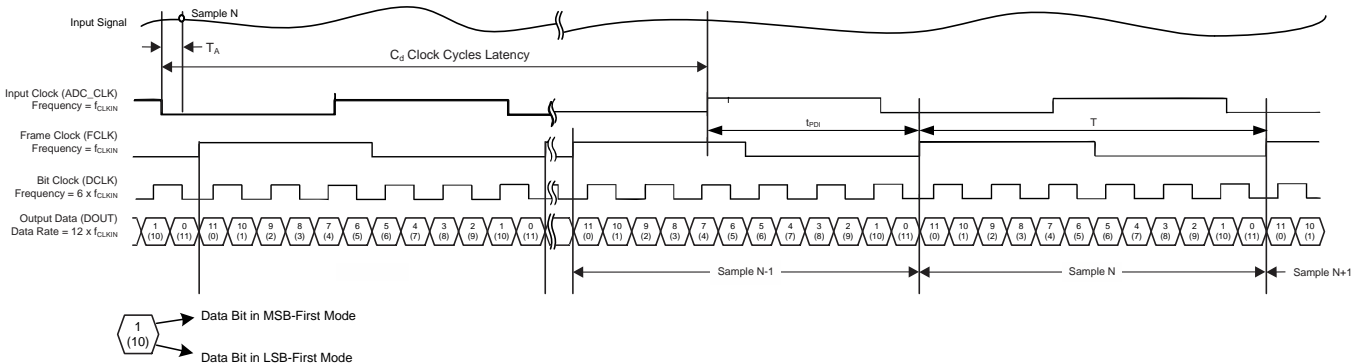 Sample N
Input Signal
T_A
C_d Clock Cycles Latency
Input Clock (ADC_CLK)
Frequency = f_CLKIN
t_PDI
T
Frame Clock (FCLK)
Frequency = f_CLKIN
Bit Clock (DCLK)
Frequency = 6 x f_CLKIN
Output Data (DOUT)
Data Rate = 12 x f_CLKIN
1 0 11 10 9 8 7 6 5 4 3 2 1 0 11 10 9 8 7 6 5 4 3 2 1 0 11 10 9 8 7 6 5 4 3 2 1 0 11 10
(10) (11) (0) (1) (2) (3) (4) (5) (6) (7) (8) (9) (10) (11) (0) (1) (2) (3) (4) (5) (6) (7) (8) (9) (10) (11) (0) (1) (2) (3) (4) (5) (6) (7) (8) (9) (10) (11) (0) (1)
Sample N-1
Sample N
Sample N+1
1
(10)
Data Bit in MSB-First Mode
Data Bit in LSB-First Mode